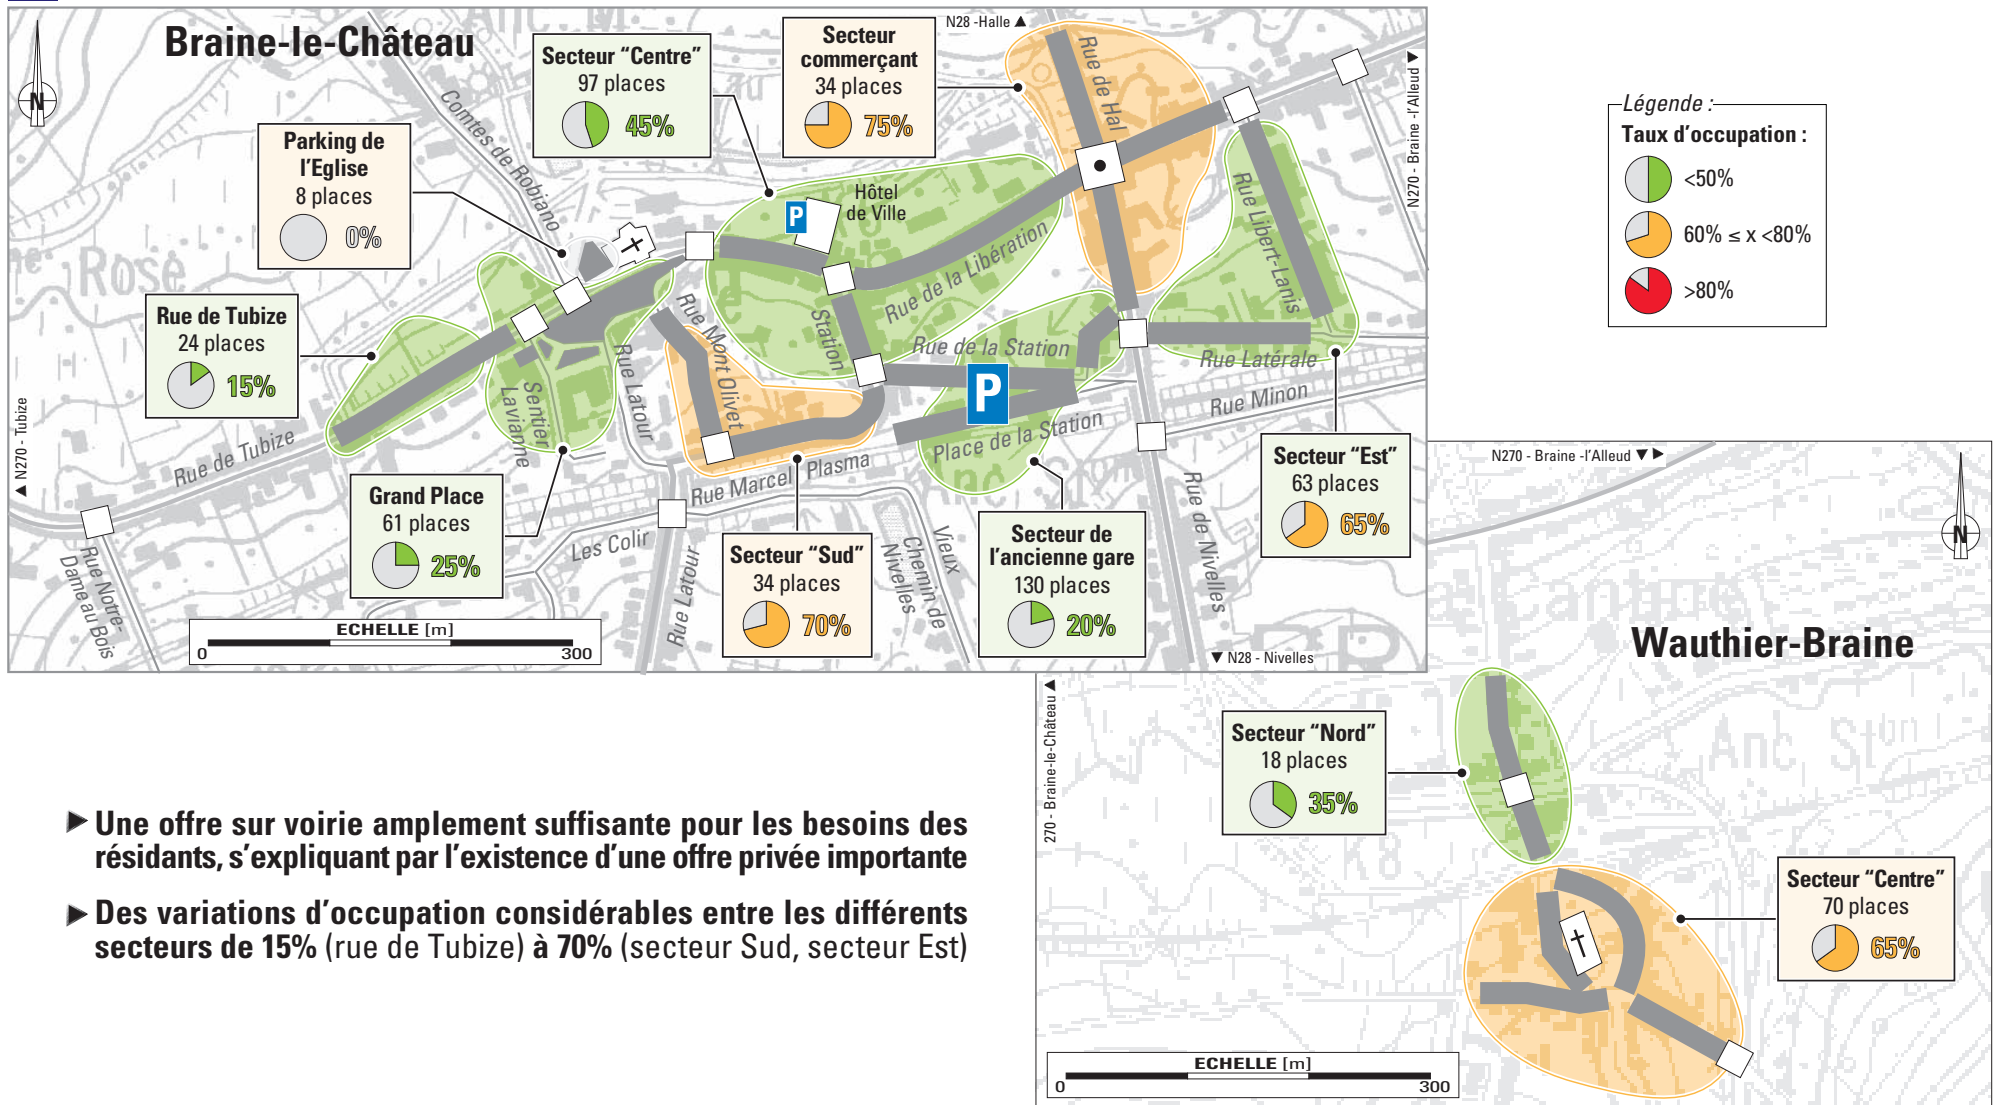 Braine-le-Château
N
N28 -Halle ▲
N270 - Braine -l'Alleud ▼
▲ N270 - Tubize
▼ N28 - Nivelles
Secteur “Centre”
97 places
45%
Secteur
commerçant
34 places
75%
Parking de
l'Eglise
8 places
0%
Rue de Tubize
24 places
15%
Grand Place
61 places
25%
Secteur “Sud”
34 places
70%
Secteur de
l'ancienne gare
130 places
20%
Secteur “Est”
63 places
65%
Comtes de Robiano
Hôtel
de Ville
P
P
Rue de Hal
Rue Libert-Lanis
Rue de la Libération
Station
Rue de la Station
Rue Latérale
Rue Minon
Place de la Station
Rue Mont Olivet
Rue Latour
Sentier
Lavianne
Rue de Tubize
Rue Marcel Plasma
Les Colir
Rue Latour
Vieux
Chemin de
Nivelles
Rue de Nivelles
Rue Notre-
Dame au Bois
Rose
ECHELLE [m]
0 300
Légende :
Taux d'occupation :
<50%
60% ≤ x <80%
>80%
N270 - Braine -l'Alleud ▼ ▶
N
Wauthier-Braine
270 - Braine-le-Château ▲
Anc Ston
Secteur “Nord”
18 places
35%
Secteur “Centre”
70 places
65%
ECHELLE [m]
0 300
▶ Une offre sur voirie amplement suffisante pour les besoins des
résidants, s'expliquant par l'existence d'une offre privée importante
▶ Des variations d'occupation considérables entre les différents
secteurs de 15% (rue de Tubize) à 70% (secteur Sud, secteur Est)